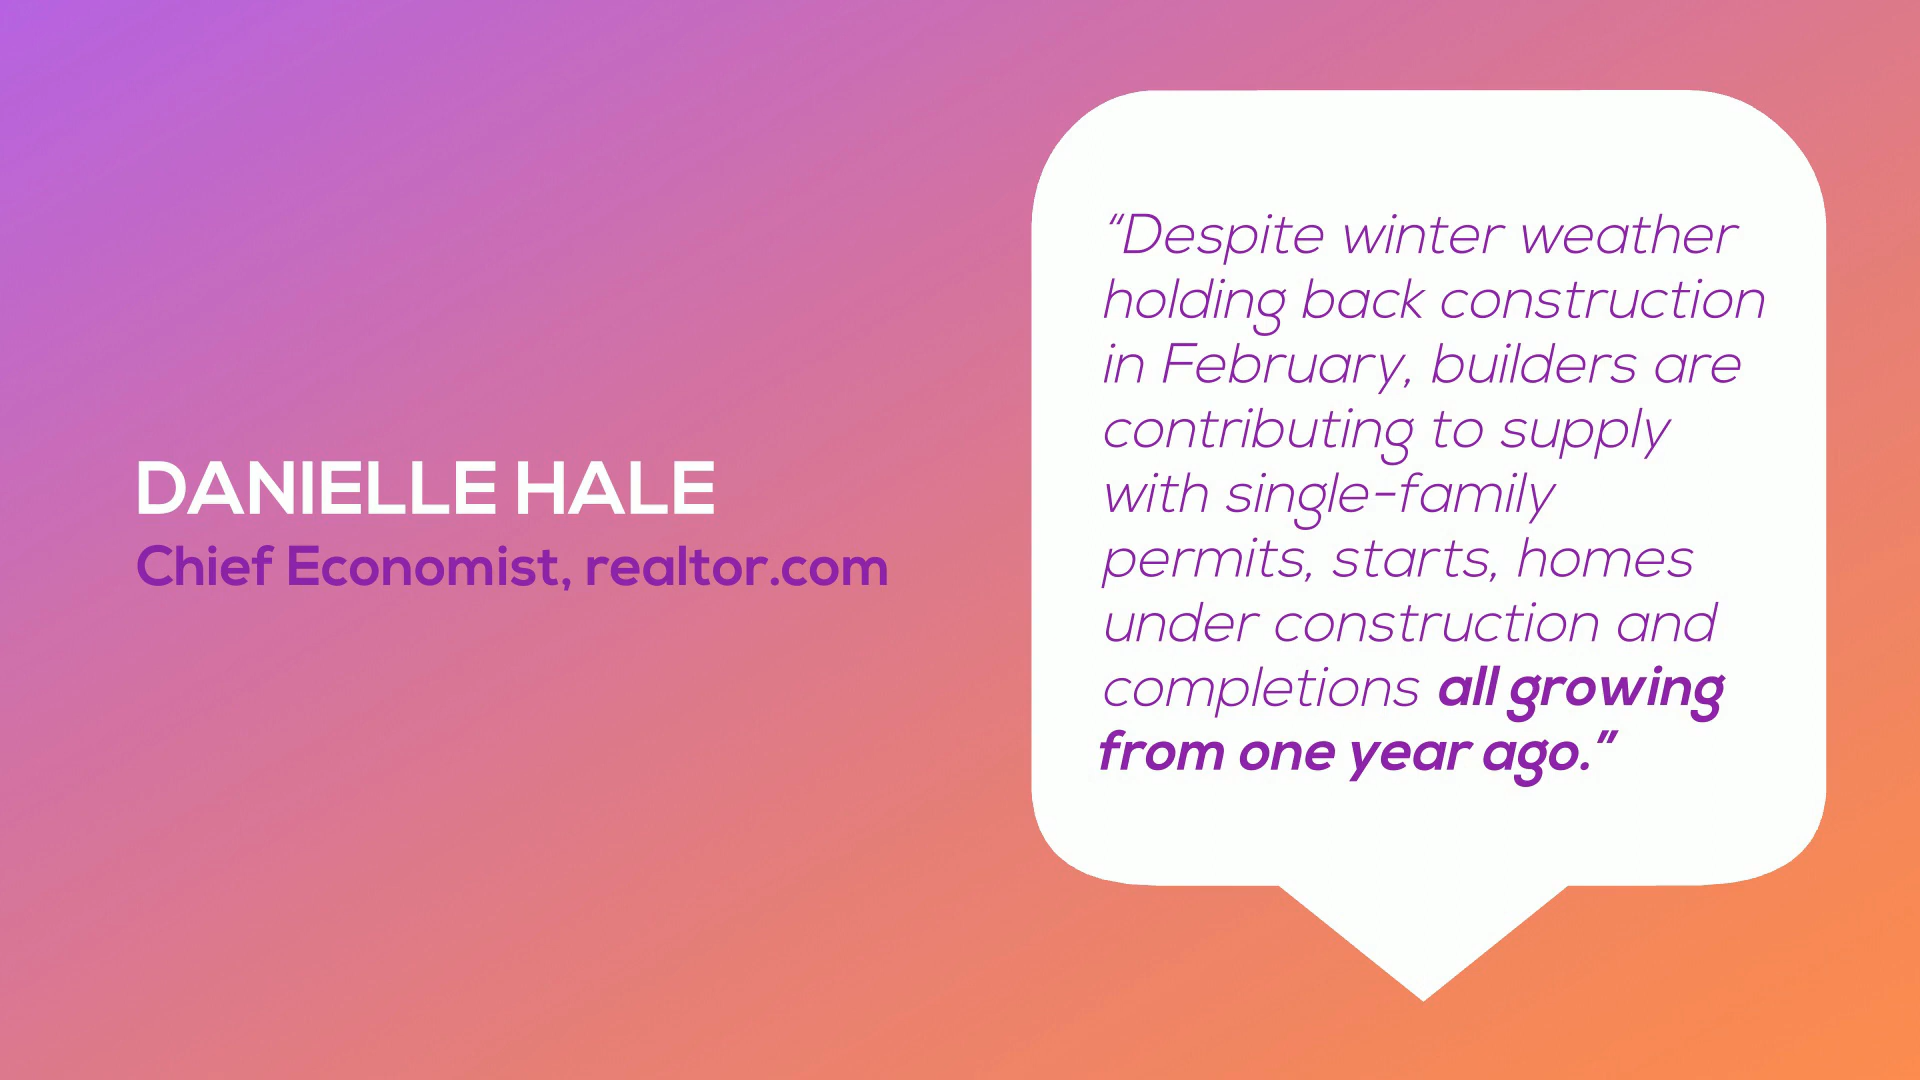 DANIELLE HALE
Chief Economist, realtor.com
“Despite winter weather
holding back construction
in February, builders are
contributing to supply
with single-family
permits, starts, homes
under construction and
completions all growing
from one year ago.”